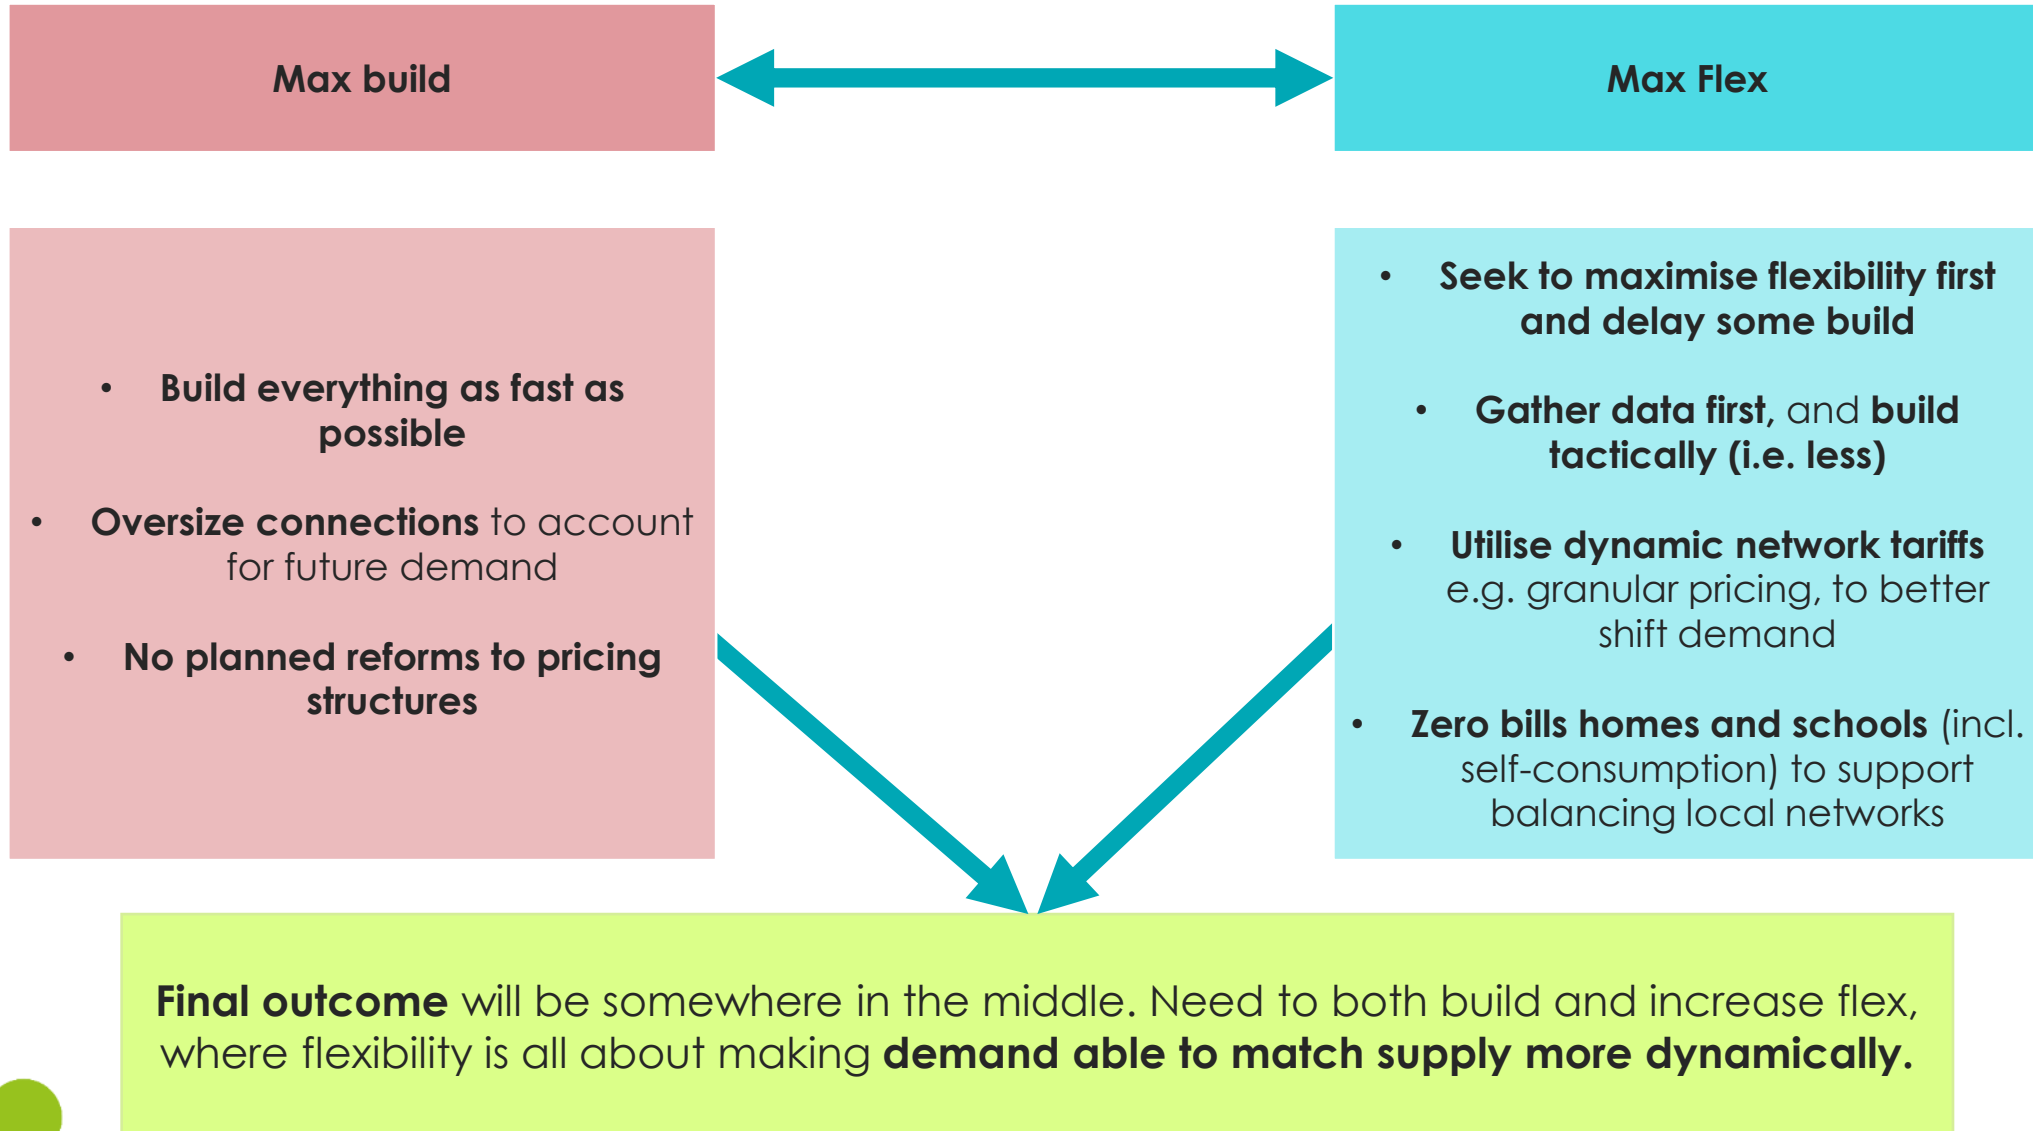 Max build
Max Flex
• Build everything as fast as
possible
• Oversize connections to account
for future demand
• No planned reforms to pricing
structures
• Seek to maximise flexibility first
and delay some build
• Gather data first, and build
tactically (i.e. less)
• Utilise dynamic network tariffs
e.g. granular pricing, to better
shift demand
• Zero bills homes and schools (incl.
self-consumption) to support
balancing local networks
Final outcome will be somewhere in the middle. Need to both build and increase flex,
where flexibility is all about making demand able to match supply more dynamically.